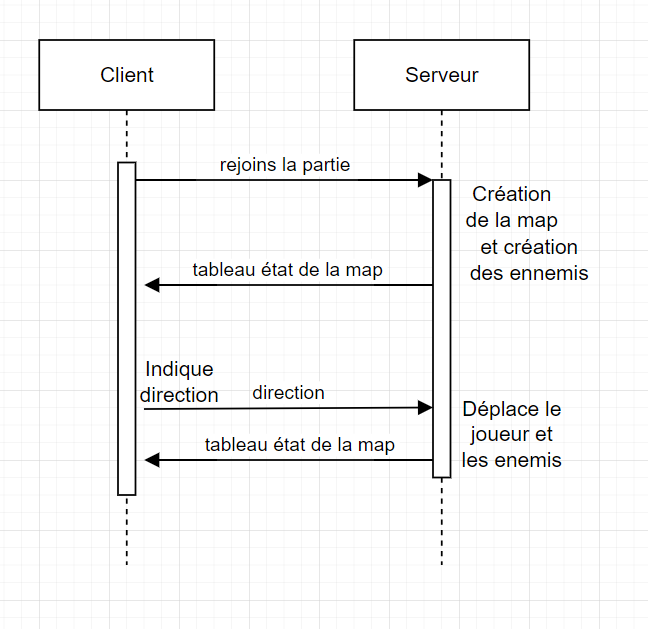 Client
Serveur
rejoins la partie
Création
de la map
et création
des ennemis
tableau état de la map
Indique
direction
direction
Déplace le
joueur et
les enemis
tableau état de la map